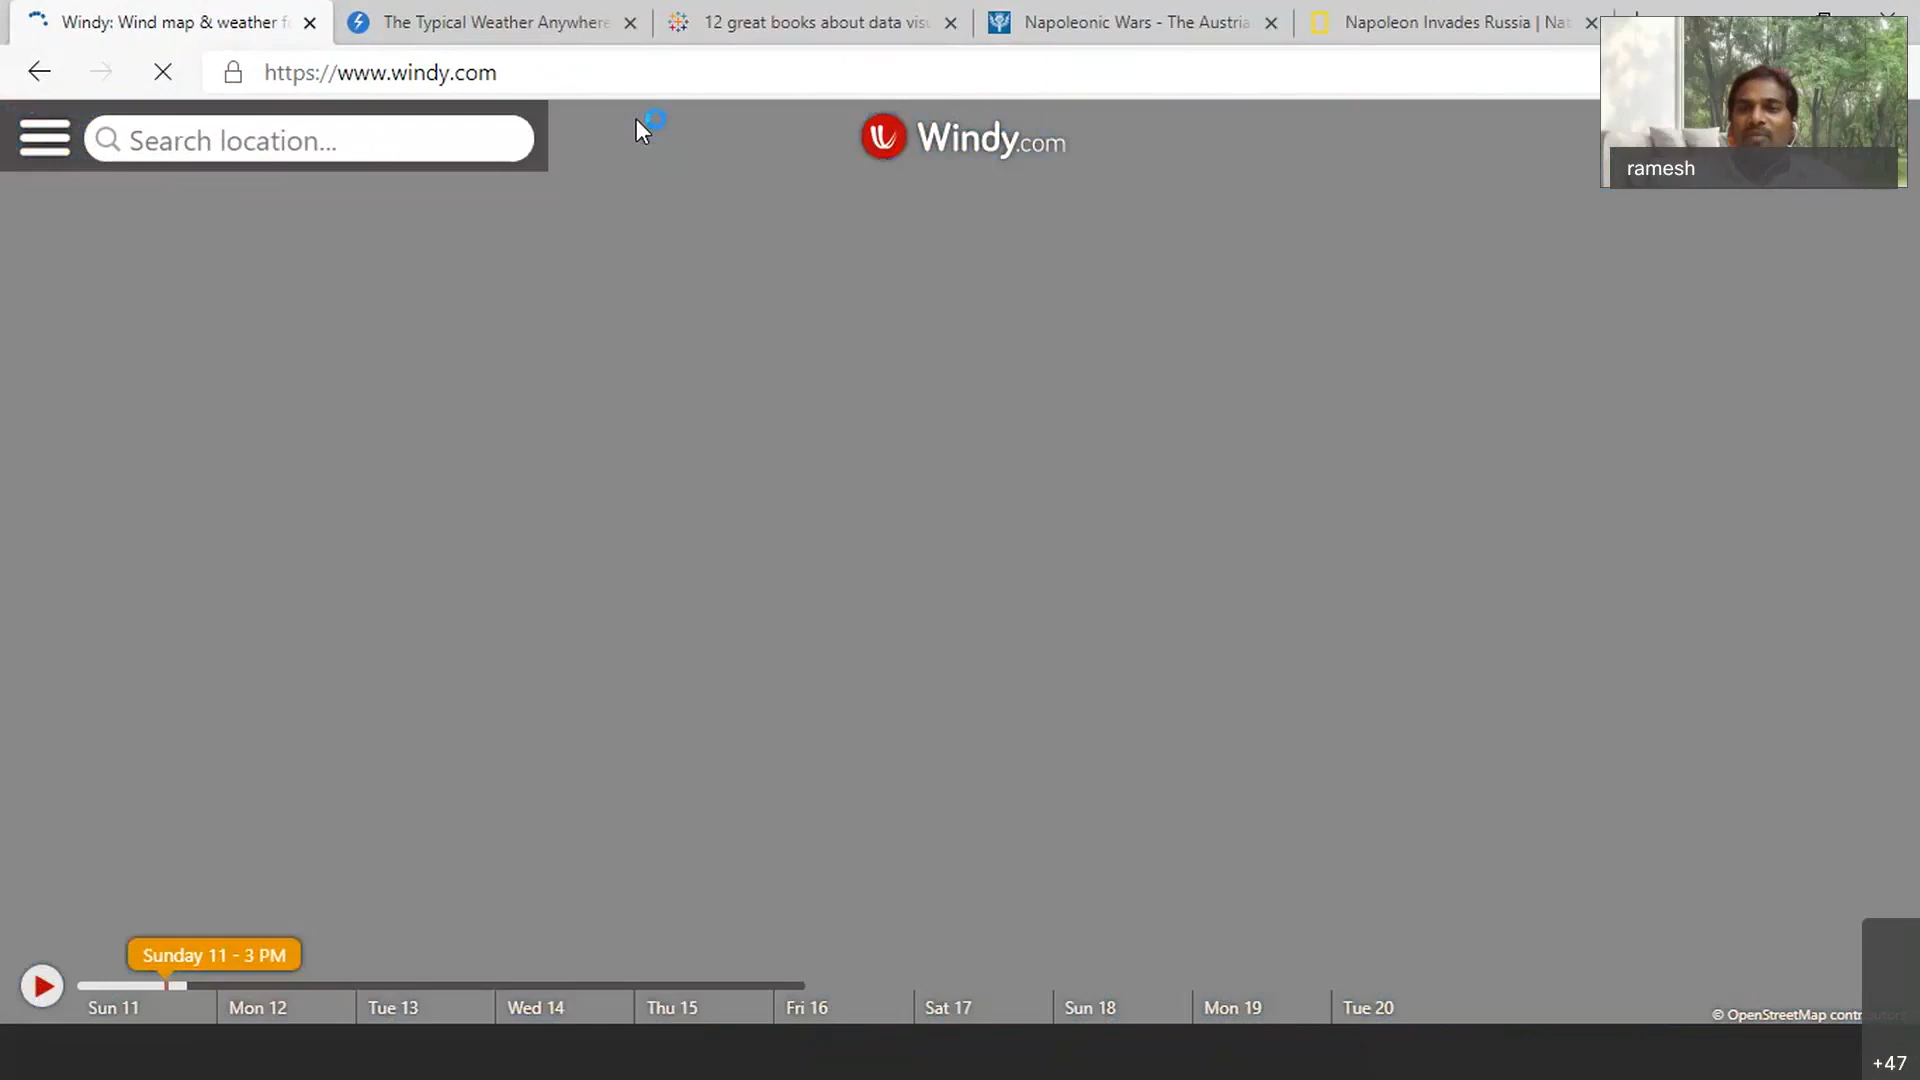 Windy: Wind map & weather f
The Typical Weather Anywhere
12 great books about data visu
Napoleonic Wars - The Austria
Napoleon Invades Russia | Nat
https://www.windy.com
Search location...
Windy.com
ramesh
Sunday 11 - 3 PM
Sun 11
Mon 12
Tue 13
Wed 14
Thu 15
Fri 16
Sat 17
Sun 18
Mon 19
Tue 20
© OpenStreetMap contributors
+47